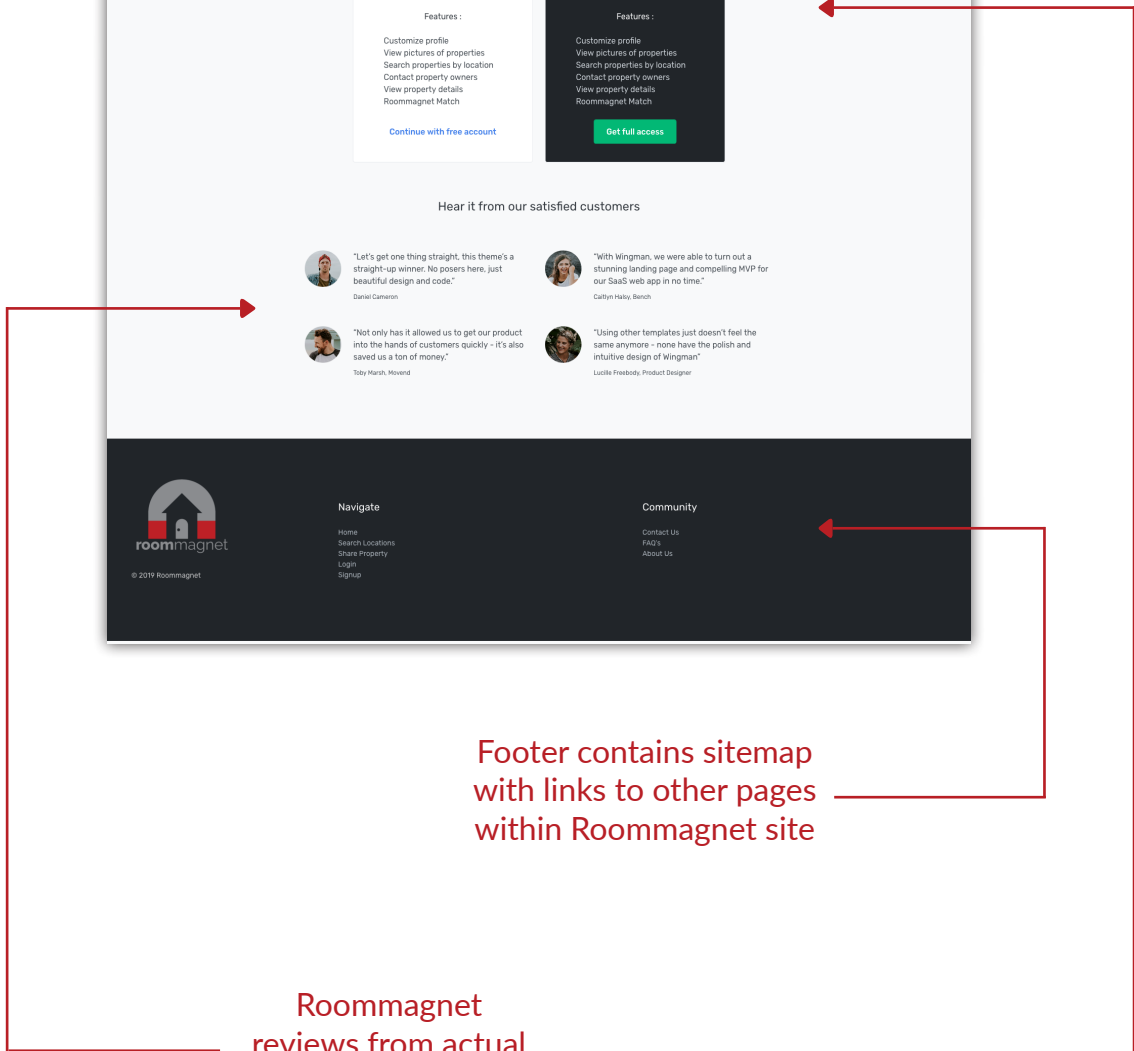 Features :
Customize profile
View pictures of properties
Search properties by location
Contact property owners
View property details
Roommagnet Match
Continue with free account
Features :
Customize profile
View pictures of properties
Search properties by location
Contact property owners
View property details
Roommagnet Match
Get full access
Hear it from our satisfied customers
“Let’s get one thing straight, this theme’s a
straight-up winner. No posers here, just
beautiful design and code.”
Daniel Cameron
“With Wingman, we were able to turn out a
stunning landing page and compelling MVP for
our SaaS web app in no time.”
Caitlyn Halsy, Bench
“Not only has it allowed us to get our product
into the hands of customers quickly - it’s also
saved us a ton of money.”
Toby Marsh, Movend
“Using other templates just doesn’t feel the
same anymore - none have the polish and
intuitive design of Wingman”
Lucille Freebody, Product Designer
roommagnet
© 2019 Roommagnet
Navigate
Home
Search Locations
Share Property
Login
Signup
Community
Contact Us
FAQ's
About Us
Footer contains sitemap
with links to other pages
within Roommagnet site
Roommagnet
reviews from actual